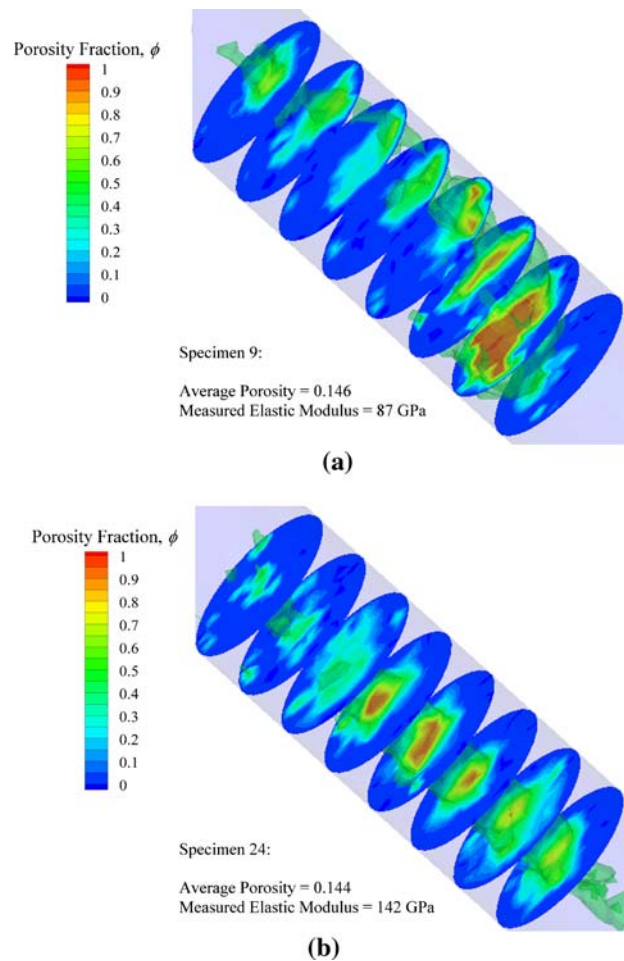 Porosity Fraction, ϕ
1
0.9
0.8
0.7
0.6
0.5
0.4
0.3
0.2
0.1
0
Specimen 9:
Average Porosity = 0.146
Measured Elastic Modulus = 87 GPa
(a)
Porosity Fraction, ϕ
1
0.9
0.8
0.7
0.6
0.5
0.4
0.3
0.2
0.1
0
Specimen 24:
Average Porosity = 0.144
Measured Elastic Modulus = 142 GPa
(b)